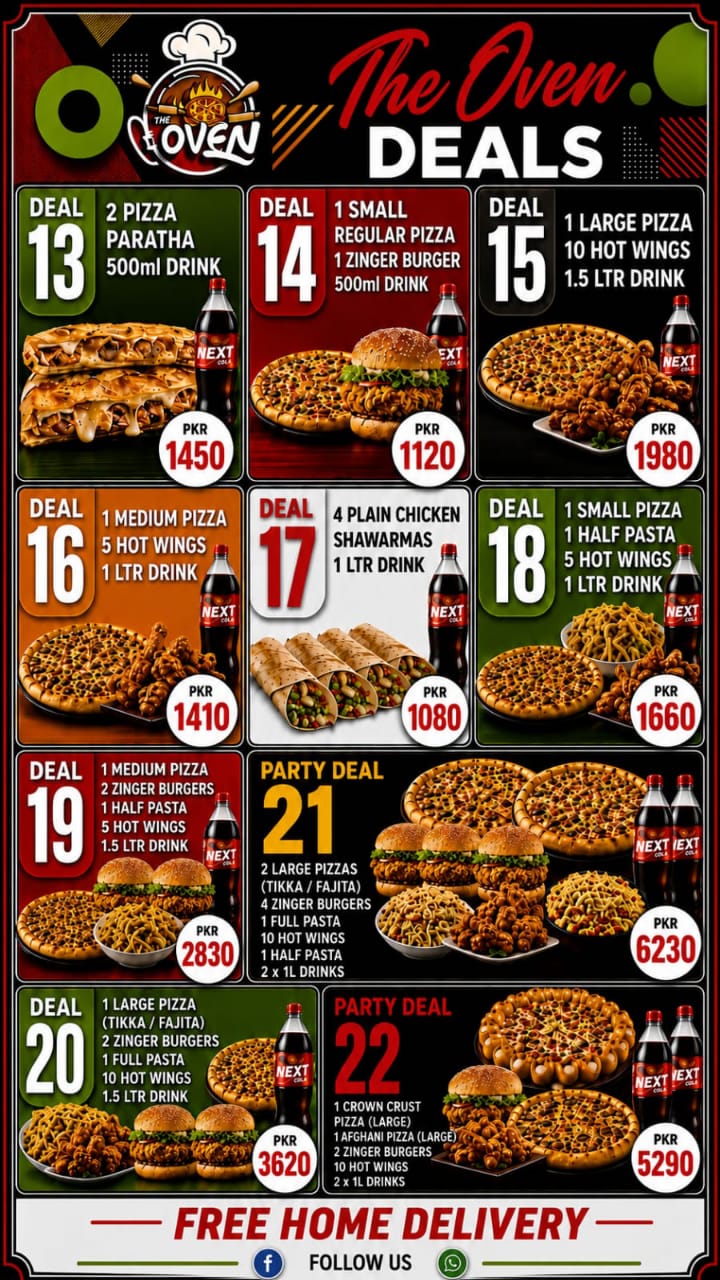 THE
OVEN
The Oven
DEALS
DEAL
13
2 PIZZA
PARATHA
500ml DRINK
NEXT
COLA
PKR
1450
DEAL
14
1 SMALL
REGULAR PIZZA
1 ZINGER BURGER
500ml DRINK
PKR
1120
DEAL
15
1 LARGE PIZZA
10 HOT WINGS
1.5 LTR DRINK
NEXT
COLA
PKR
1980
DEAL
16
1 MEDIUM PIZZA
5 HOT WINGS
1 LTR DRINK
NEXT
COLA
PKR
1410
DEAL
17
4 PLAIN CHICKEN
SHAWARMAS
1 LTR DRINK
NEXT
COLA
PKR
1080
DEAL
18
1 SMALL PIZZA
1 HALF PASTA
5 HOT WINGS
1 LTR DRINK
NEXT
COLA
PKR
1660
DEAL
19
1 MEDIUM PIZZA
2 ZINGER BURGERS
1 HALF PASTA
5 HOT WINGS
1.5 LTR DRINK
NEXT
COLA
PKR
2830
PARTY DEAL
21
2 LARGE PIZZAS
(TIKKA / FAJITA)
4 ZINGER BURGERS
1 FULL PASTA
10 HOT WINGS
1 HALF PASTA
2 x 1L DRINKS
NEXT NEXT
COLA COLA
PKR
6230
DEAL
20
1 LARGE PIZZA
(TIKKA / FAJITA)
2 ZINGER BURGERS
1 FULL PASTA
10 HOT WINGS
1.5 LTR DRINK
NEXT
COLA
PKR
3620
PARTY DEAL
22
1 CROWN CRUST
PIZZA (LARGE)
1 AFGHANI PIZZA (LARGE)
2 ZINGER BURGERS
10 HOT WINGS
2 x 1L DRINKS
NEXT NEXT
COLA COLA
PKR
5290
FREE HOME DELIVERY
f FOLLOW US